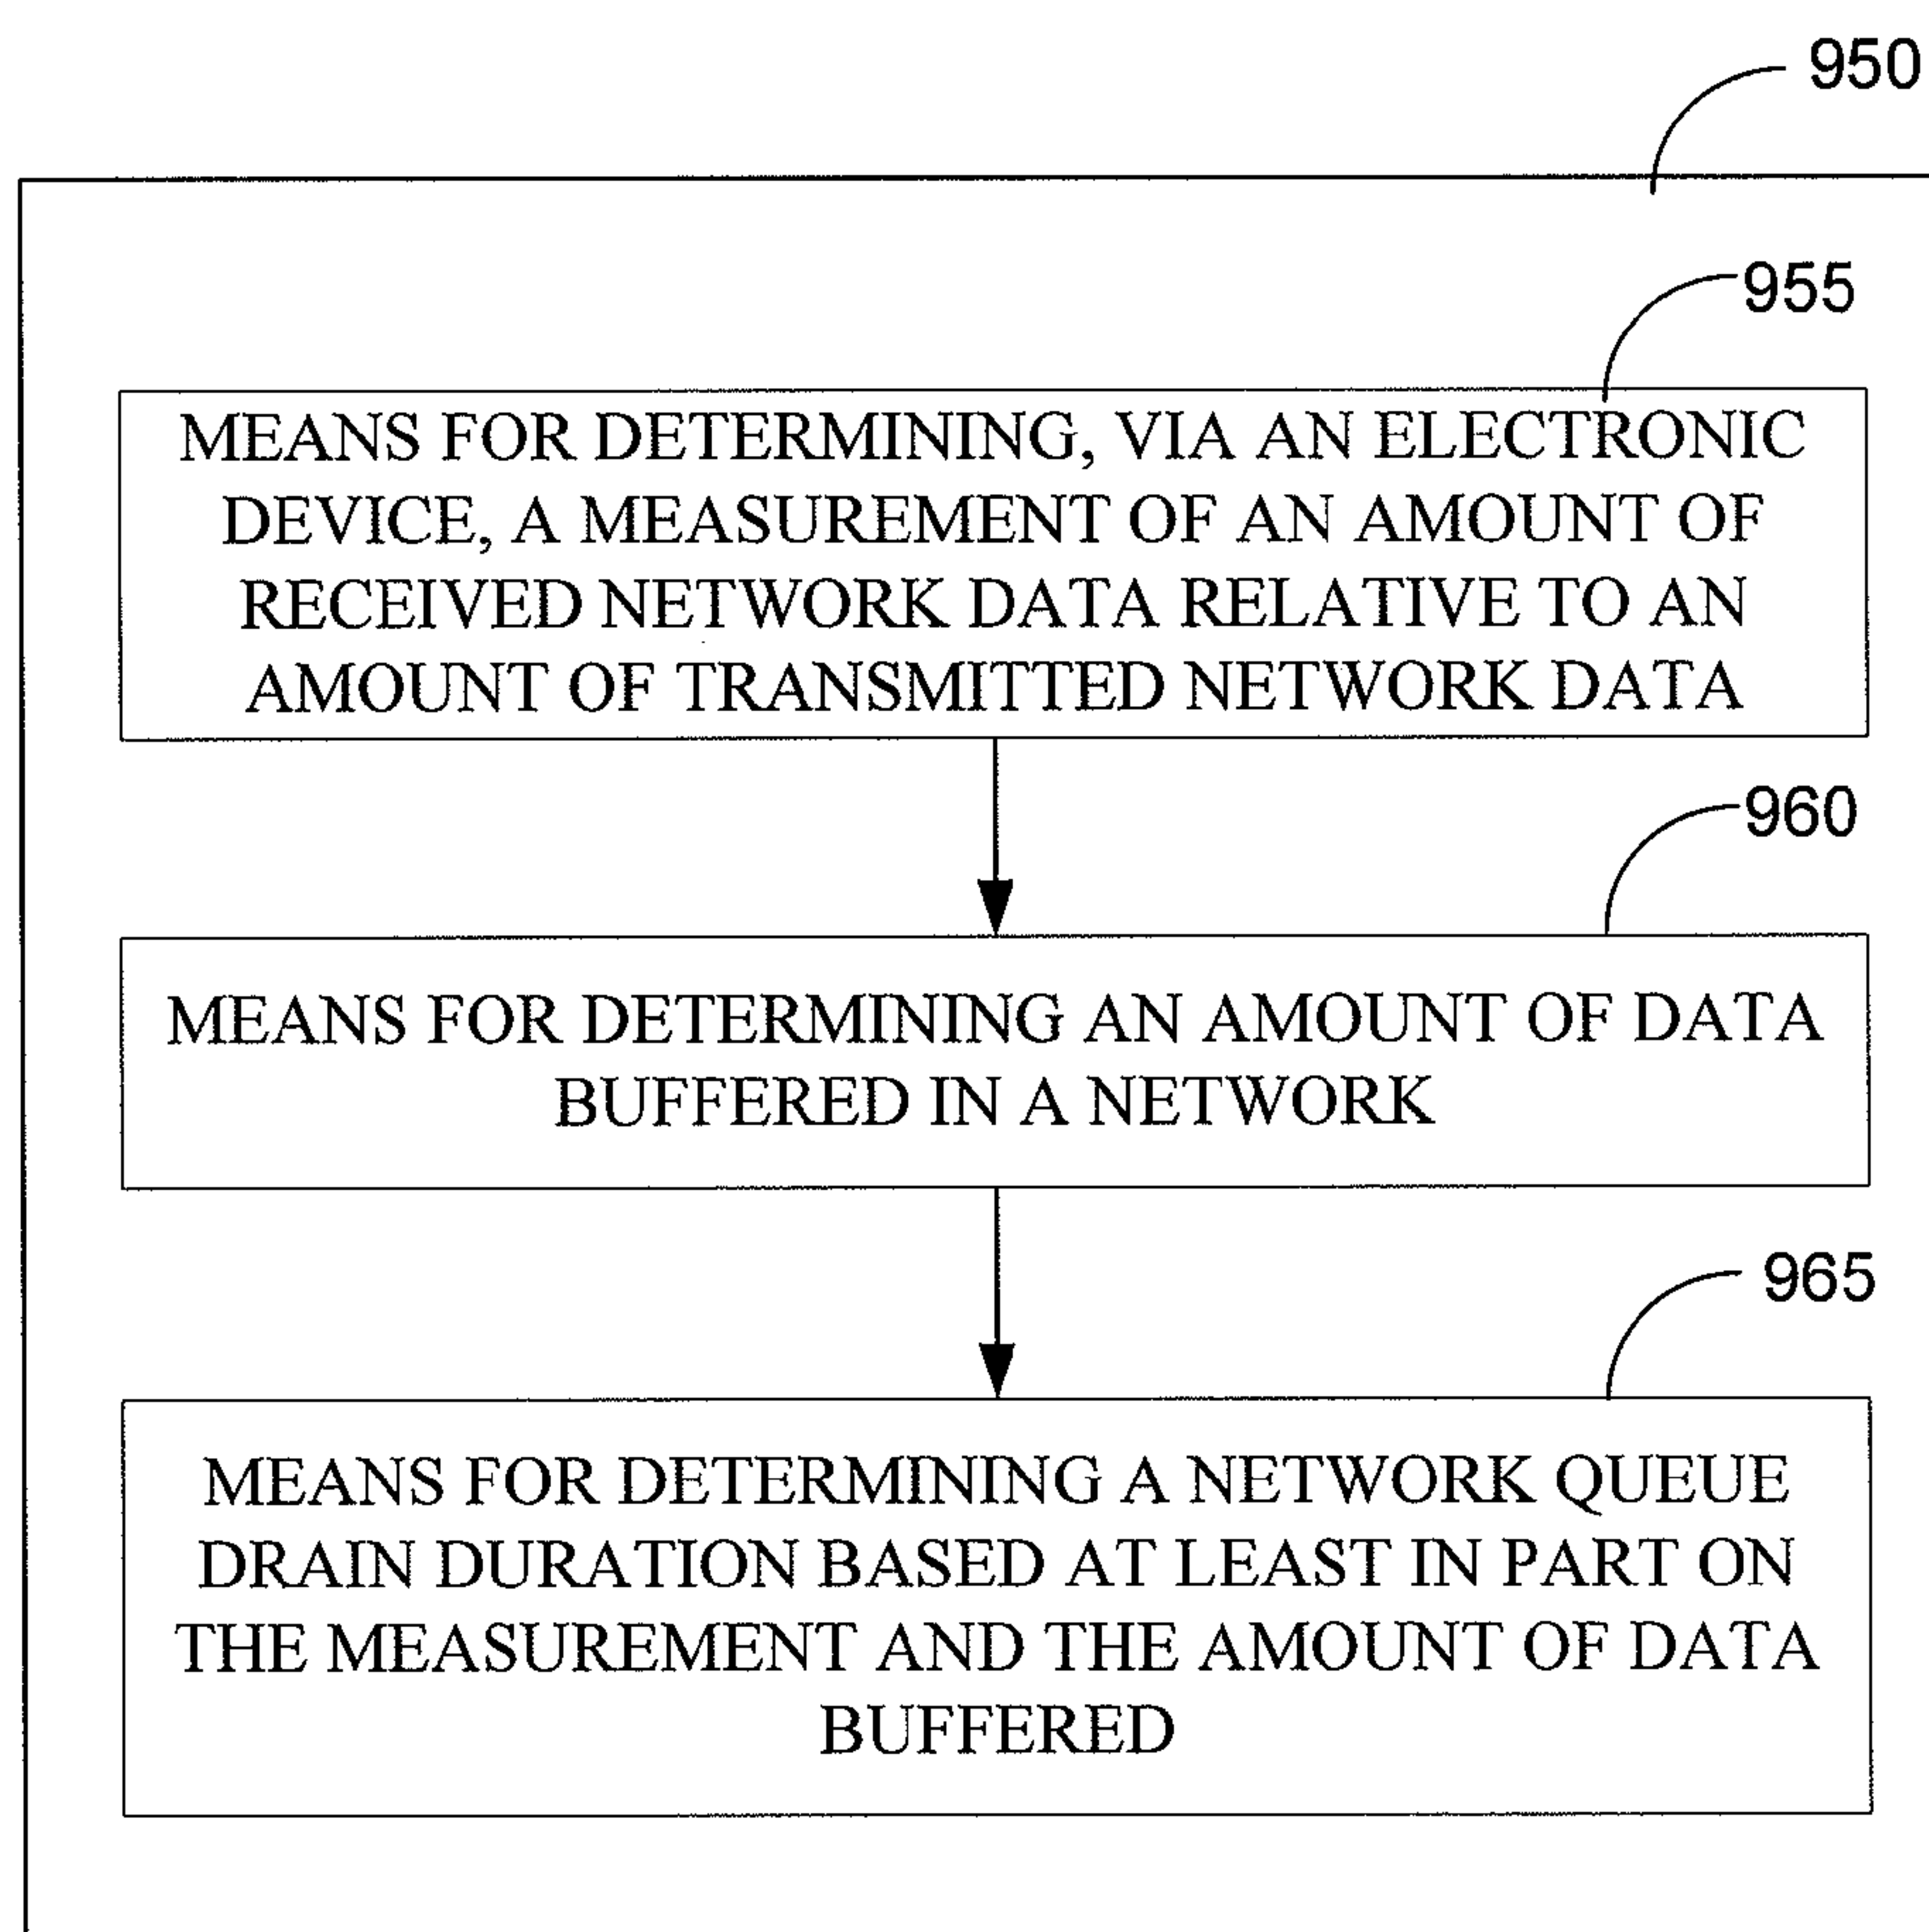 950
955
MEANS FOR DETERMINING, VIA AN ELECTRONIC
DEVICE, A MEASUREMENT OF AN AMOUNT OF
RECEIVED NETWORK DATA RELATIVE TO AN
AMOUNT OF TRANSMITTED NETWORK DATA
960
MEANS FOR DETERMINING AN AMOUNT OF DATA
BUFFERED IN A NETWORK
965
MEANS FOR DETERMINING A NETWORK QUEUE
DRAIN DURATION BASED AT LEAST IN PART ON
THE MEASUREMENT AND THE AMOUNT OF DATA
BUFFERED